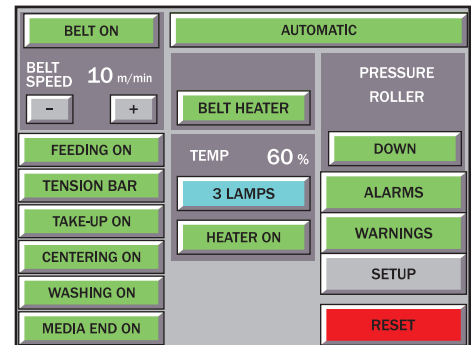 BELT ON
AUTOMATIC
BELT
SPEED 10 m/min
- +
BELT HEATER
PRESSURE
ROLLER
FEEDING ON
TEMP 60 %
DOWN
TENSION BAR
3 LAMPS
ALARMS
TAKE-UP ON
HEATER ON
WARNINGS
CENTERING ON
SETUP
WASHING ON
MEDIA END ON
RESET